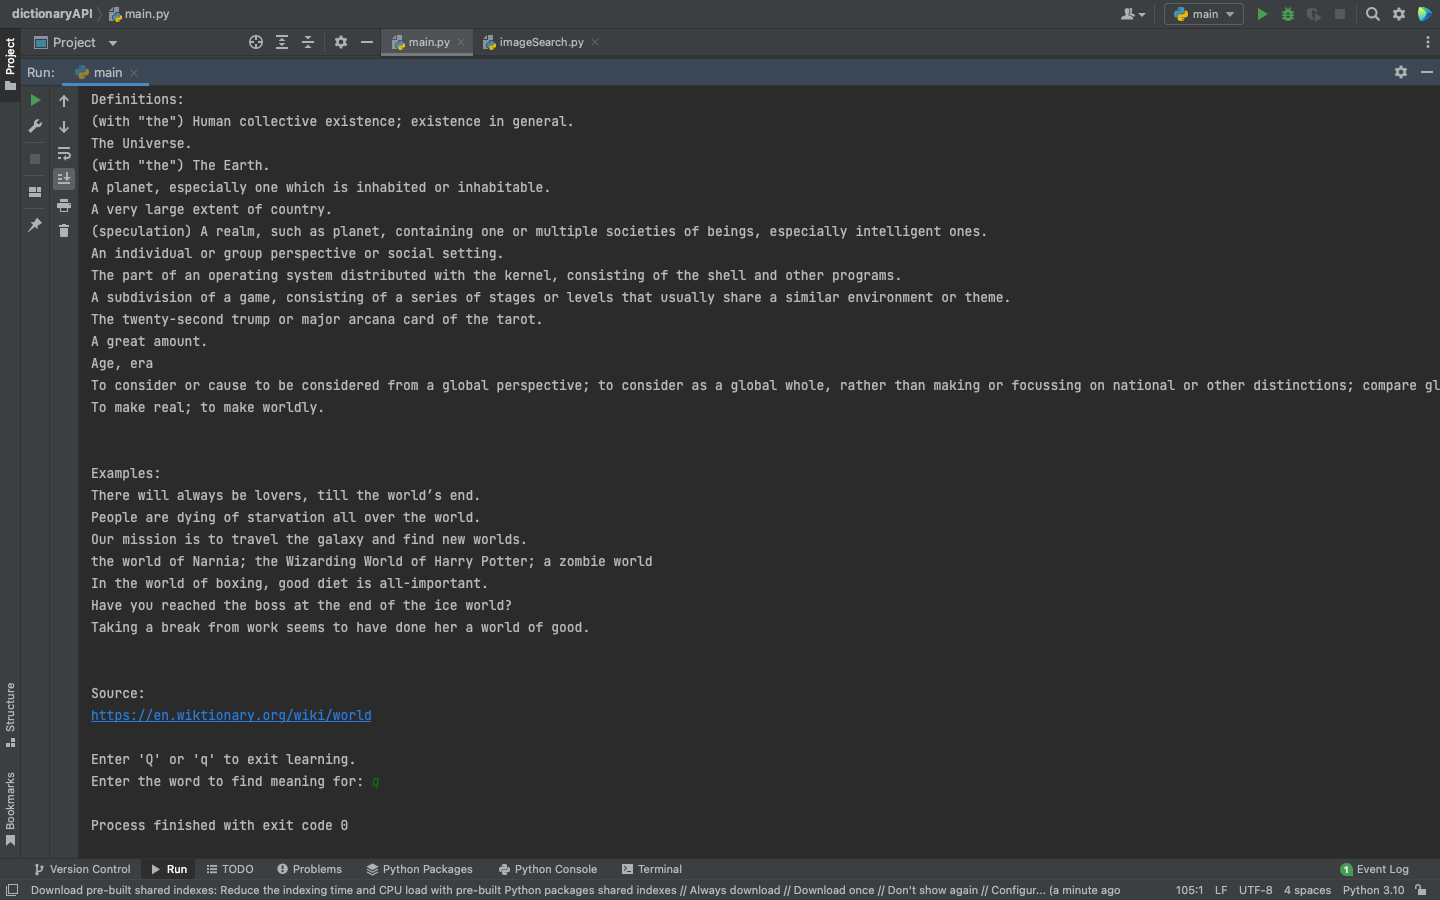 dictionaryAPI
main.py
main
Project
main.py
imageSearch.py
Project
Run:
main
Definitions:
(with "the") Human collective existence; existence in general.
The Universe.
(with "the") The Earth.
A planet, especially one which is inhabited or inhabitable.
A very large extent of country.
(speculation) A realm, such as planet, containing one or multiple societies of beings, especially intelligent ones.
An individual or group perspective or social setting.
The part of an operating system distributed with the kernel, consisting of the shell and other programs.
A subdivision of a game, consisting of a series of stages or levels that usually share a similar environment or theme.
The twenty-second trump or major arcana card of the tarot.
A great amount.
Age, era
To consider or cause to be considered from a global perspective; to consider as a global whole, rather than making or focussing on national or other distinctions; compare gl
To make real; to make worldly.
Examples:
There will always be lovers, till the world’s end.
People are dying of starvation all over the world.
Our mission is to travel the galaxy and find new worlds.
the world of Narnia; the Wizarding World of Harry Potter; a zombie world
In the world of boxing, good diet is all-important.
Have you reached the boss at the end of the ice world?
Taking a break from work seems to have done her a world of good.
Source:
https://en.wiktionary.org/wiki/world
Enter 'Q' or 'q' to exit learning.
Enter the word to find meaning for: q
Process finished with exit code 0
Structure
Bookmarks
Version Control
Run
TODO
Problems
Python Packages
Python Console
Terminal
1 Event Log
Download pre-built shared indexes: Reduce the indexing time and CPU load with pre-built Python packages shared indexes // Always download // Download once // Don't show again // Configur... (a minute ago
105:1
LF
UTF-8
4 spaces
Python 3.10